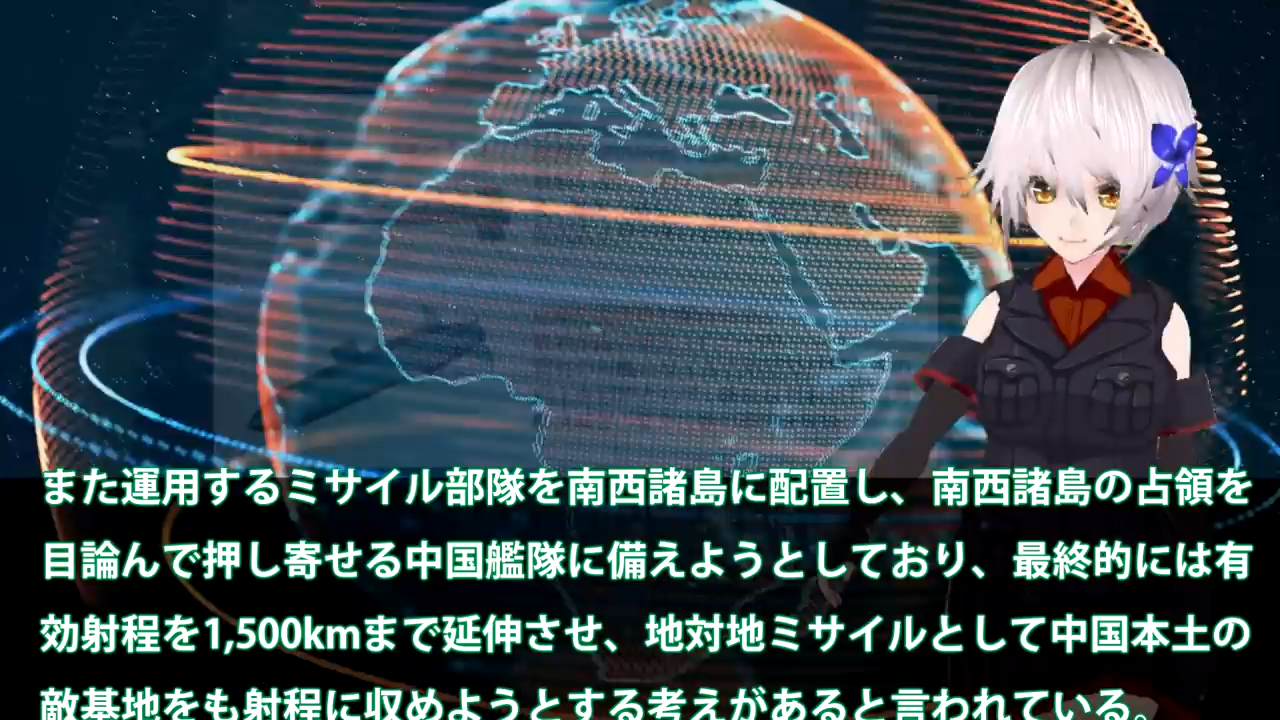 また運用するミサイル部隊を南西諸島に配置し、南西諸島の占領を
目論んで押し寄せる中国艦隊に備えようとしており、最終的には有
効射程を1,500kmまで延伸させ、地対地ミサイルとして中国本土の
敵基地をも射程に収めようとする考えがあると言われている。